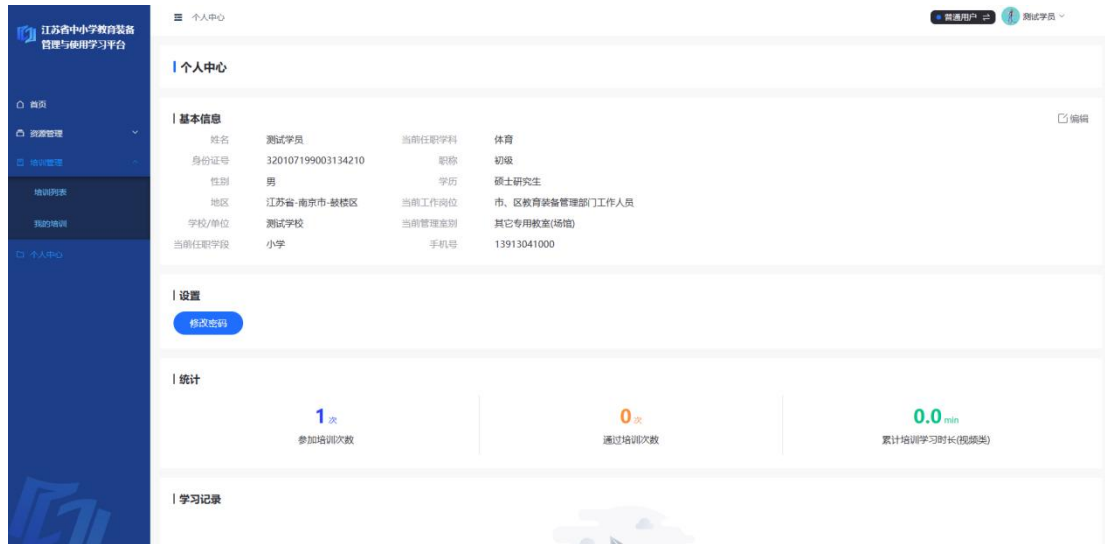 江苏省中小学教育装备
管理与使用学习平台
个人中心
普通用户
测试学员
首页
资源管理
培训管理
培训列表
我的培训
个人中心
个人中心
基本信息
编辑
姓名 测试学员 当前任职学科 体育
身份证号 320107199003134210 职称 初级
性别 男 学历 硕士研究生
地区 江苏省-南京市-鼓楼区 当前工作岗位 市、区教育装备管理部门工作人员
学校/单位 测试学校 当前管理室别 其它专用教室(场馆)
当前任职学段 小学 手机号 13913041000
设置
修改密码
统计
1 次
参加培训次数
0 次
通过培训次数
0.0 min
累计培训学习时长(视频类)
学习记录